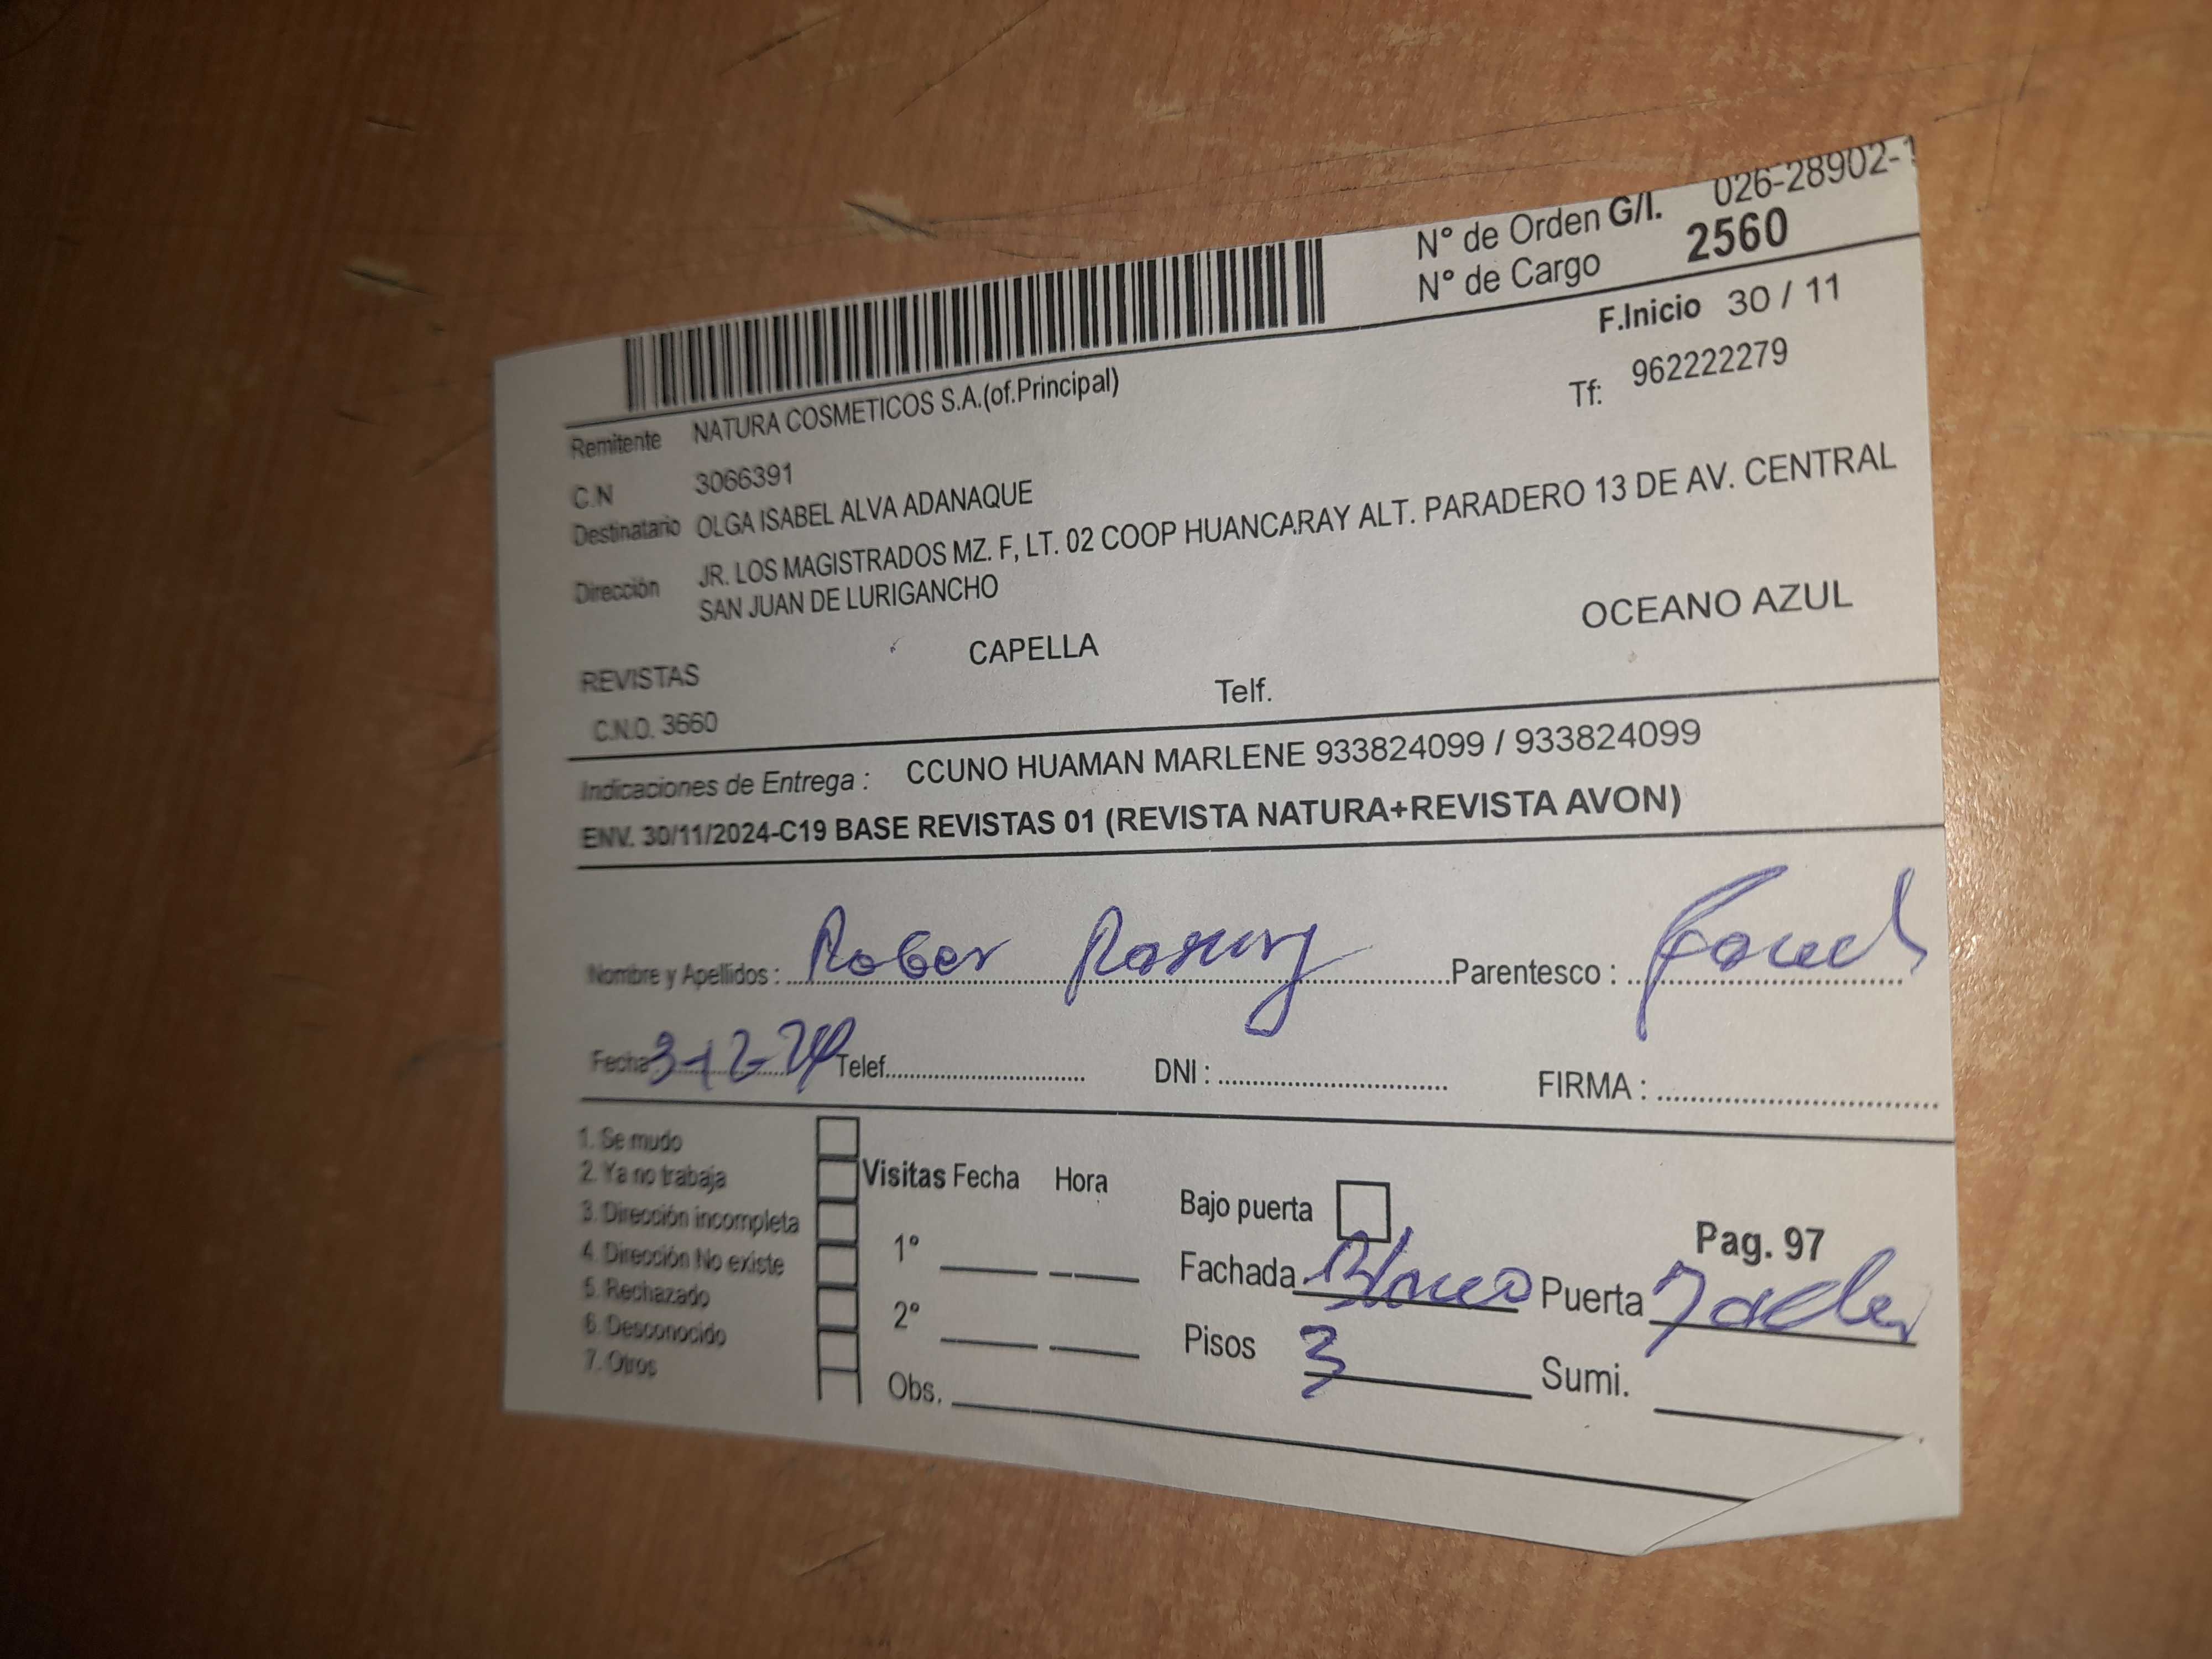 N° de Orden G/I. 026-28902-1
N° de Cargo 2560
F.Inicio 30 / 11
Remitente NATURA COSMETICOS S.A.(of.Principal)
Tf: 962222279
C.N 3066391
Destinatario OLGA ISABEL ALVA ADANAQUE
Dirección JR. LOS MAGISTRADOS MZ. F, LT. 02 COOP HUANCARAY ALT. PARADERO 13 DE AV. CENTRAL
SAN JUAN DE LURIGANCHO
REVISTAS CAPELLA OCEANO AZUL
C.N.O. 3660 Telf.
Indicaciones de Entrega : CCUNO HUAMAN MARLENE 933824099 / 933824099
ENV. 30/11/2024-C19 BASE REVISTAS 01 (REVISTA NATURA+REVISTA AVON)
Nombre y Apellidos : Rober Parentesco :
Fecha 3-12-24 Telef. DNI : FIRMA :
1. Se mudo
2. Ya no trabaja Visitas Fecha Hora Bajo puerta
3. Dirección incompleta 1° Pag. 97
4. Dirección No existe Fachada Blanco Puerta
5. Rechazado 2°
6. Desconocido Pisos 3 Sumi.
7. Otros Obs.